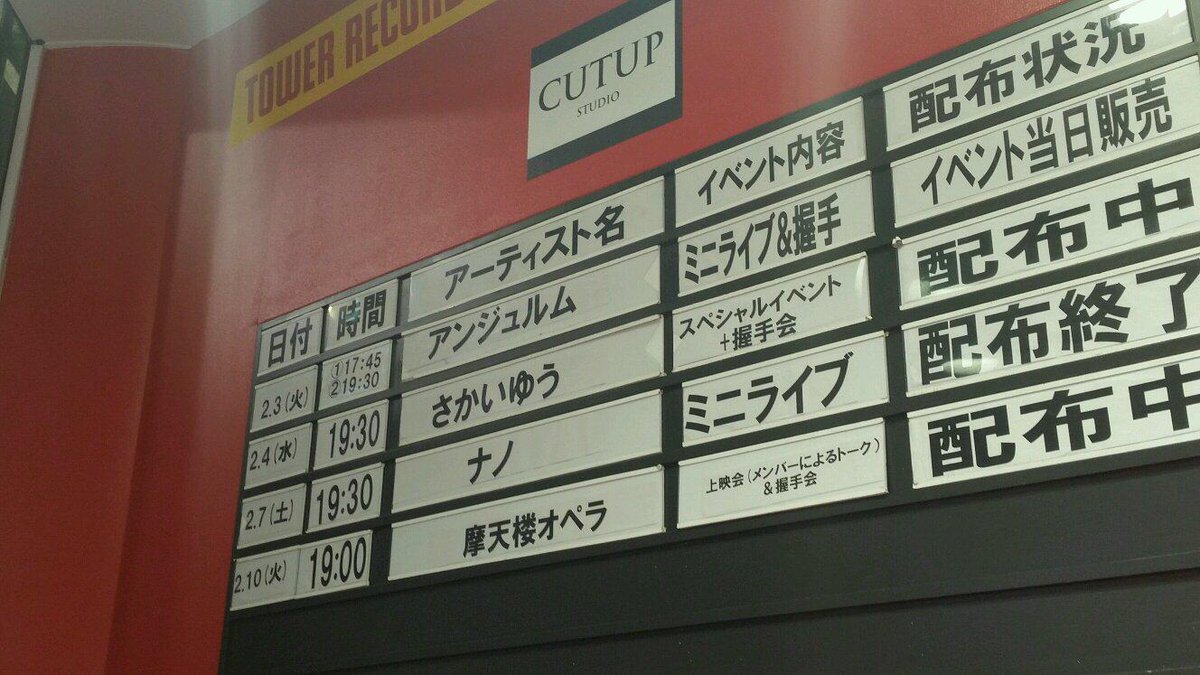 TOWER RECORD
CUTUP
STUDIO
日付 時間 アーティスト名 イベント内容 配布状況
2.3(火) ①17:45 ②19:30 アンジュルム ミニライブ&握手 イベント当日販売
2.4(水) 19:30 さかいゆう スペシャルイベント+握手会 配布中
2.7(土) 19:30 ナノ ミニライブ 配布終了
2.10(火) 19:00 摩天楼オペラ 上映会(メンバーによるトーク)&握手会 配布中